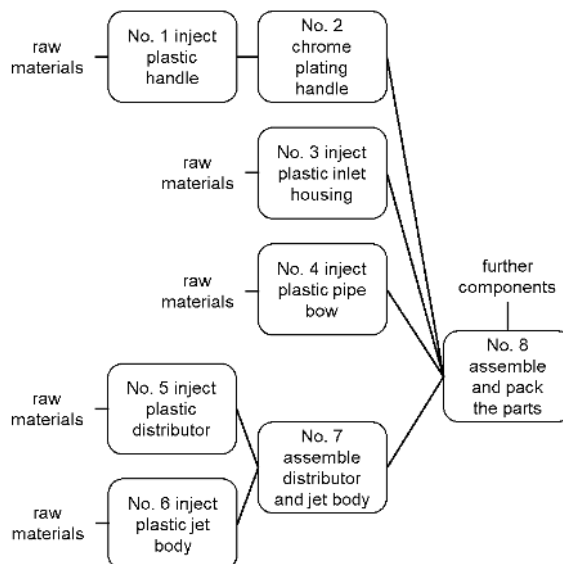 raw
materials
No. 1 inject
plastic
handle
No. 2
chrome
plating
handle
raw
materials
No. 3 inject
plastic inlet
housing
raw
materials
No. 4 inject
plastic pipe
bow
further
components
No. 8
assemble
and pack
the parts
raw
materials
No. 5 inject
plastic
distributor
No. 7
assemble
distributor
and jet body
raw
materials
No. 6 inject
plastic jet
body